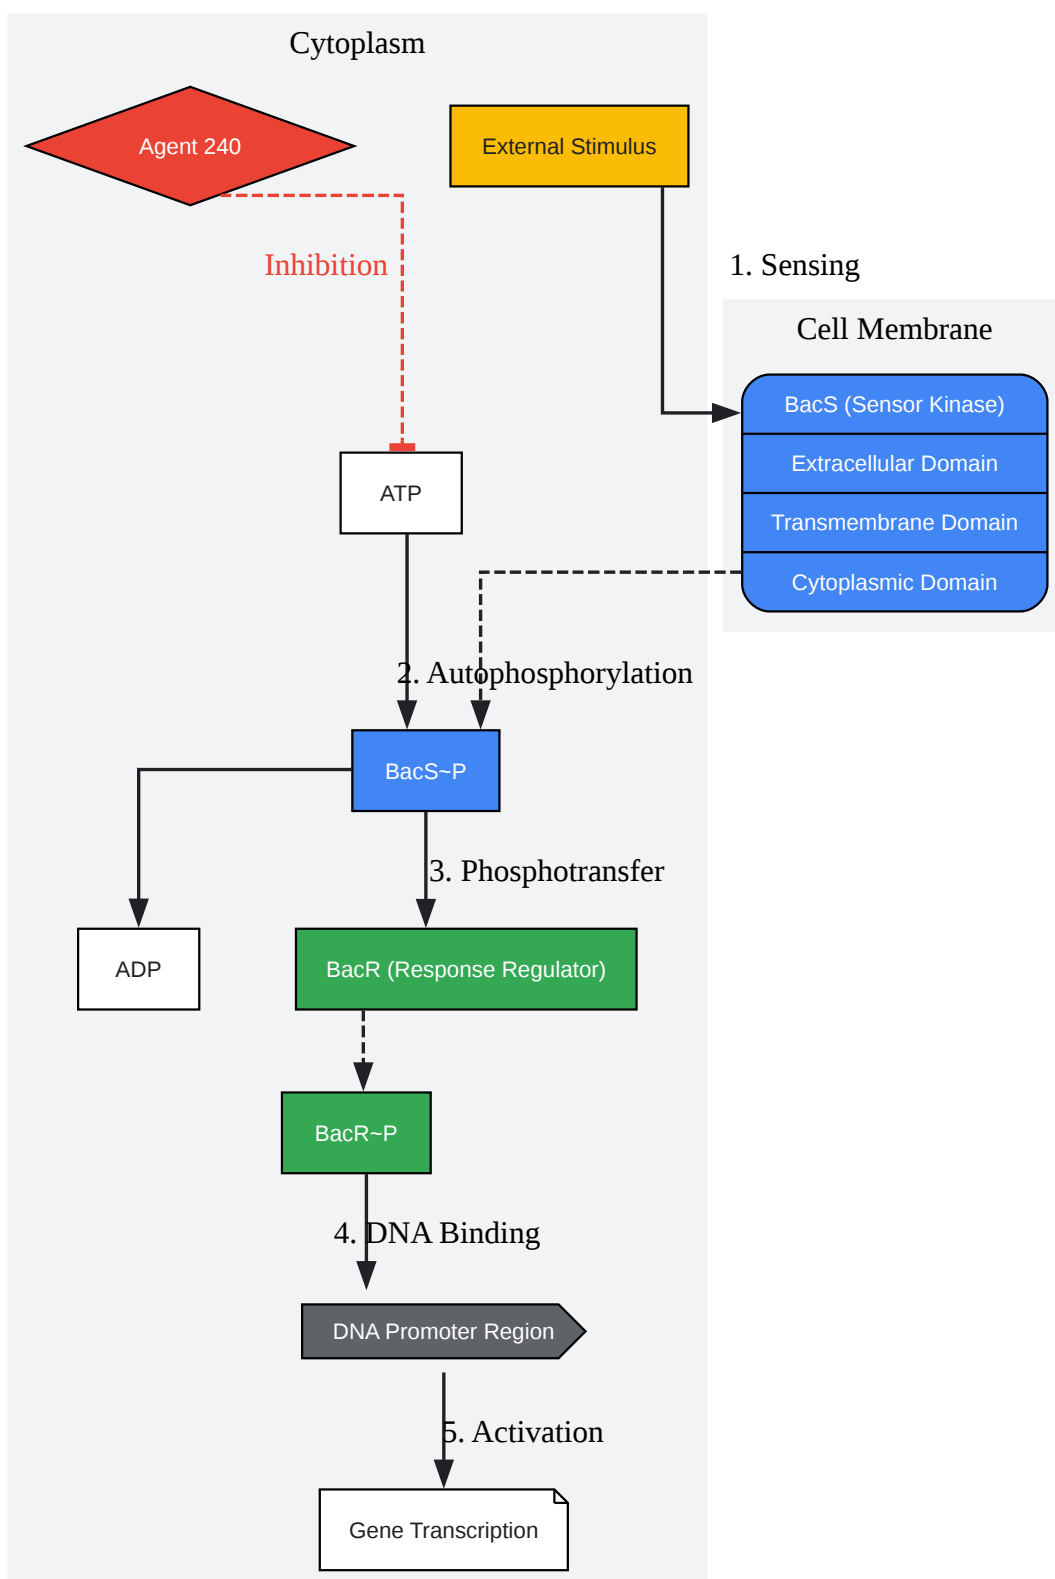 Cytoplasm
Agent 240
External Stimulus
Inhibition
1. Sensing
Cell Membrane
BacS (Sensor Kinase)
Extracellular Domain
Transmembrane Domain
Cytoplasmic Domain
ATP
2. Autophosphorylation
BacS~P
3. Phosphotransfer
ADP
BacR (Response Regulator)
BacR~P
4. DNA Binding
DNA Promoter Region
5. Activation
Gene Transcription